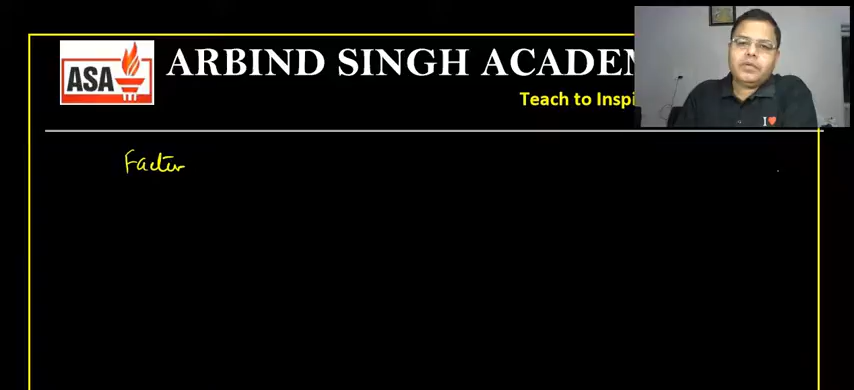 ASA
ARBIND SINGH ACADEM
Teach to Inspi
I ❤
Factor